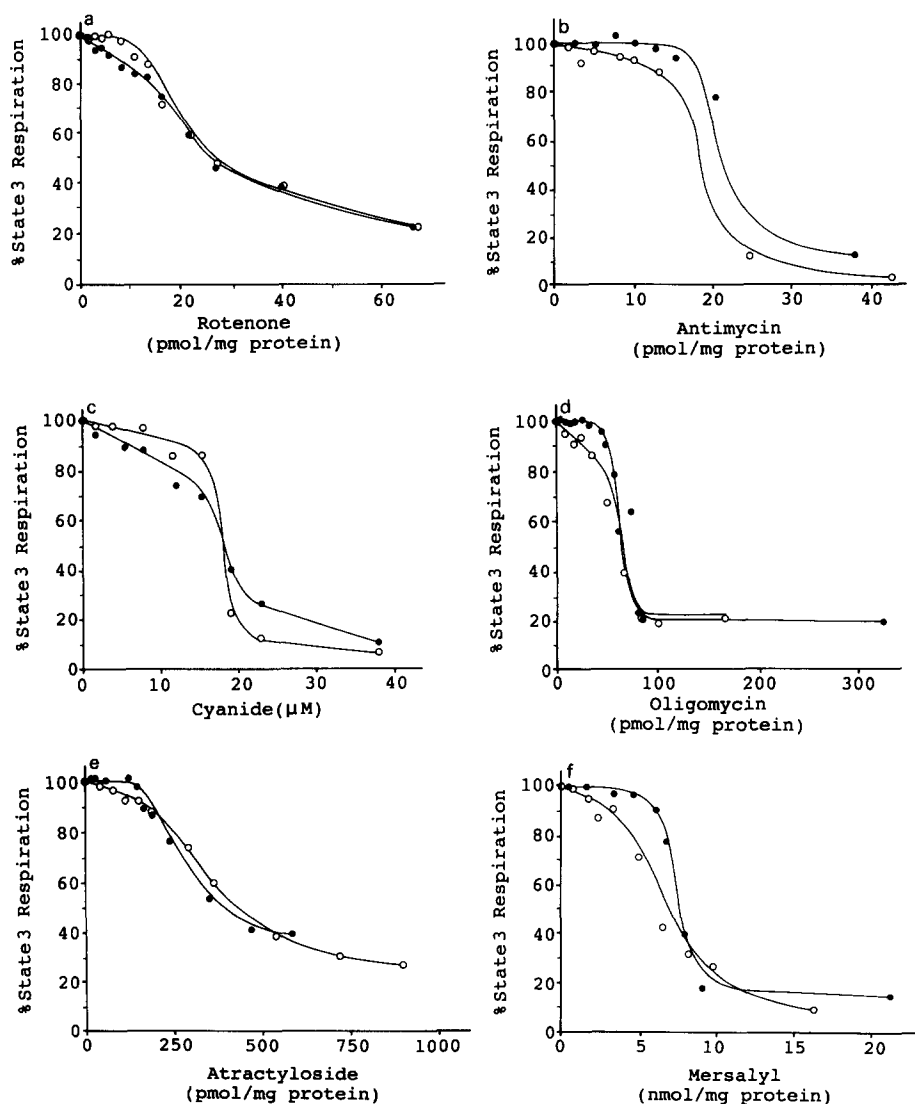 a
% State 3 Respiration
100
80
60
40
20
0
0 20 40 60
Rotenone
(pmol/mg protein)
b
% State 3 Respiration
100
80
60
40
20
0
0 10 20 30 40
Antimycin
(pmol/mg protein)
c
% State 3 Respiration
100
80
60
40
20
0
0 10 20 30 40
Cyanide(μM)
d
% State 3 Respiration
100
80
60
40
20
0
0 100 200 300
Oligomycin
(pmol/mg protein)
e
% State 3 Respiration
100
80
60
40
20
0
0 250 500 750 1000
Atractyloside
(pmol/mg protein)
f
% State 3 Respiration
100
80
60
40
20
0
0 5 10 15 20
Mersalyl
(nmol/mg protein)